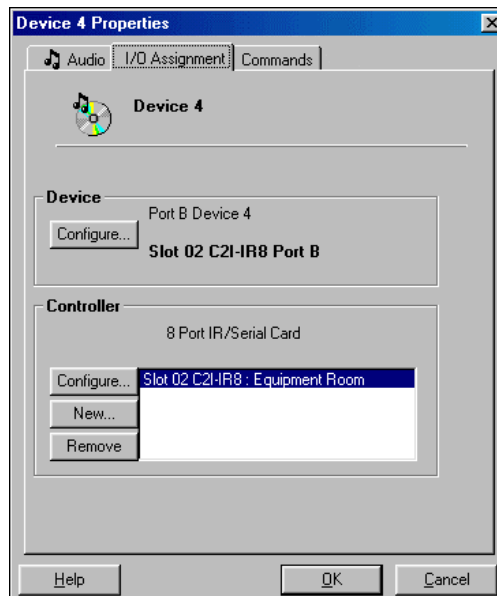 Device 4 Properties
Audio I/O Assignment Commands
Device 4
Device
Port B Device 4
Configure...
Slot 02 C2I-IR8 Port B
Controller
8 Port IR/Serial Card
Configure... Slot 02 C2I-IR8 : Equipment Room
New...
Remove
Help OK Cancel